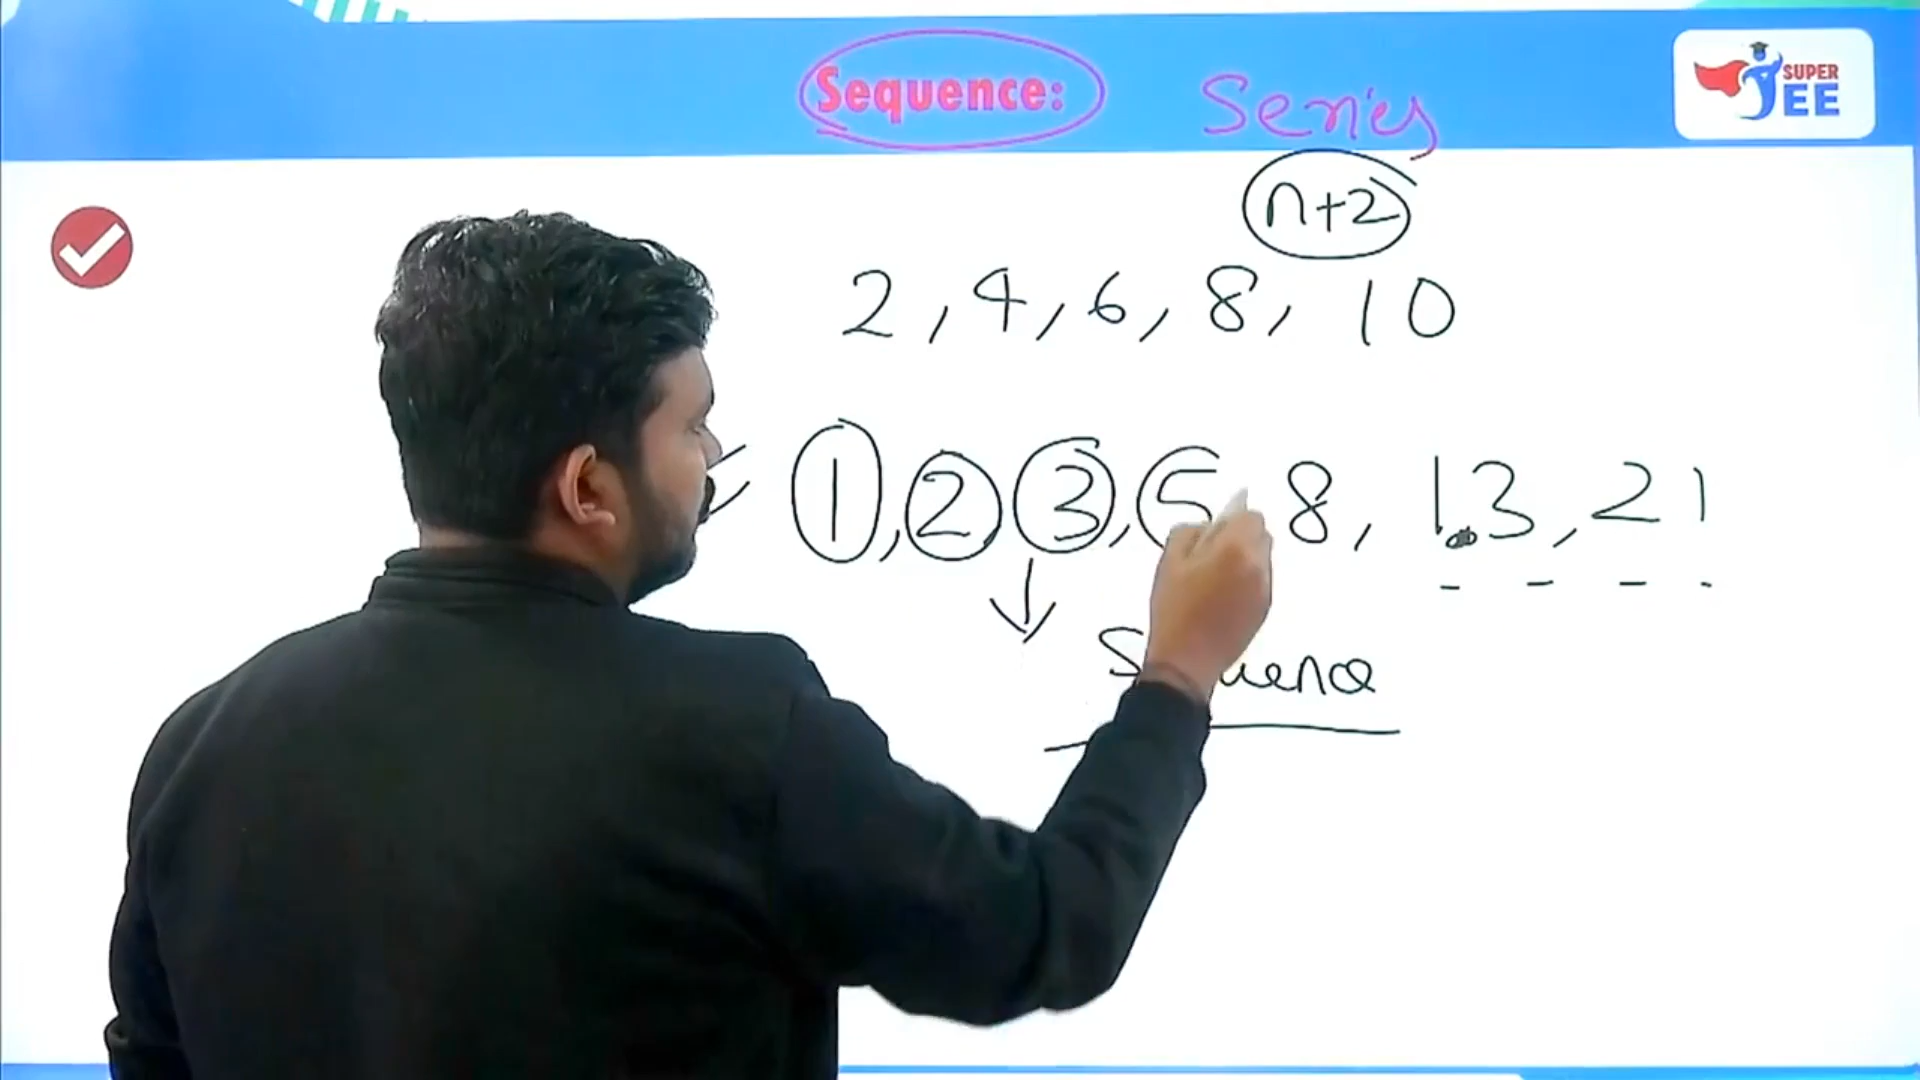 Sequence: Series
SUPER
JEE
n+2
2, 4, 6, 8, 10
1, 2 3, 5 8, 13, 21